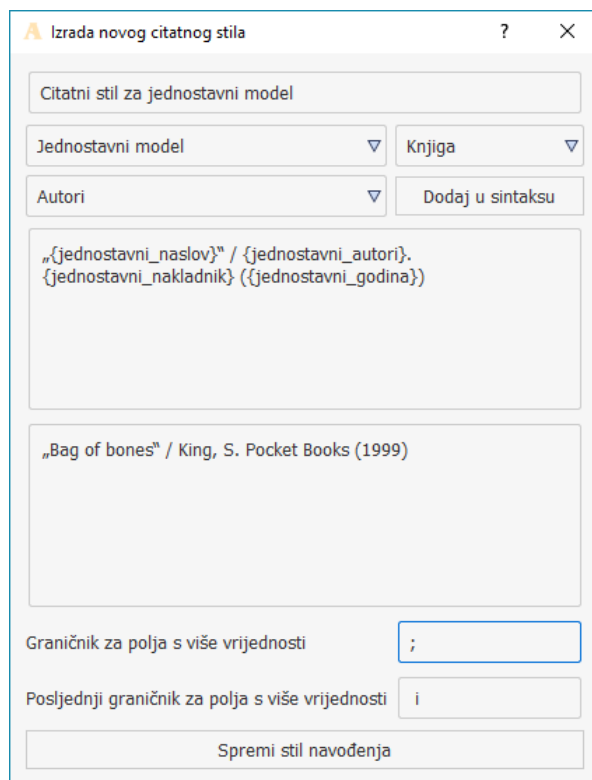 A Izrada novog citatnog stila ? ×
Citatni stil za jednostavni model
Jednostavni model Knjiga
Autori Dodaj u sintaksu
„{jednostavni_naslov}“ / {jednostavni_autori}.
{jednostavni_nakladnik} ({jednostavni_godina})
„Bag of bones“ / King, S. Pocket Books (1999)
Graničnik za polja s više vrijednosti ;
Posljednji graničnik za polja s više vrijednosti i
Spremi stil navođenja